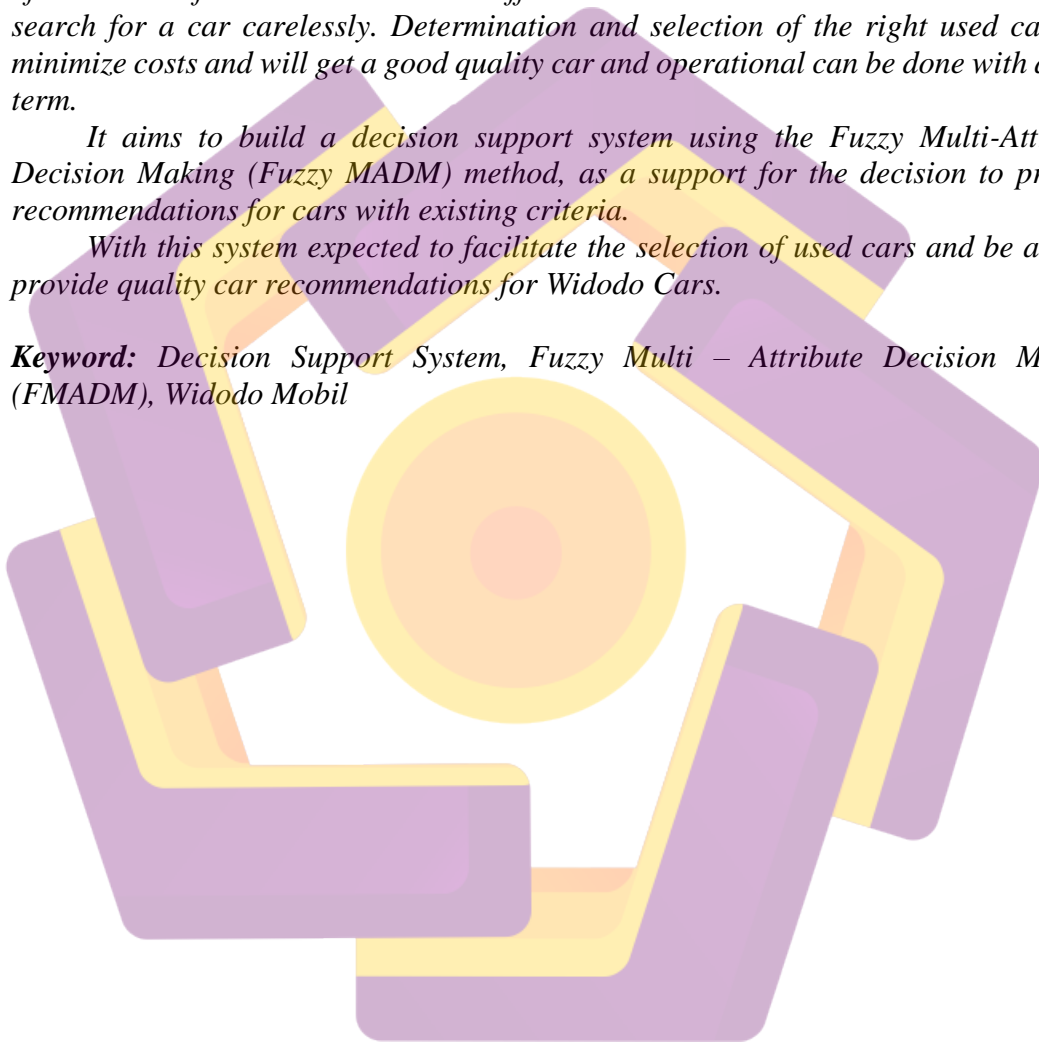 search for a car carelessly. Determination and selection of the right used ca
minimize costs and will get a good quality car and operational can be done with
term.
It aims to build a decision support system using the Fuzzy Multi-Att
Decision Making (Fuzzy MADM) method, as a support for the decision to pr
recommendations for cars with existing criteria.
With this system expected to facilitate the selection of used cars and be a
provide quality car recommendations for Widodo Cars.
Keyword: Decision Support System, Fuzzy Multi – Attribute Decision M
(FMADM), Widodo Mobil